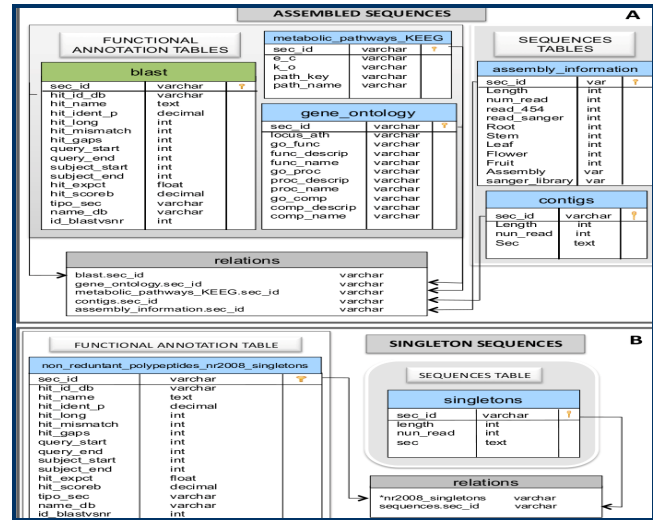 ASSEMBLED SEQUENCES
A
FUNCTIONAL
ANNOTATION TABLES
blast
sec_id varchar
hit_id_db varchar
hit_name text
hit_ident_p decimal
hit_long int
hit_mismatch int
hit_gaps int
query_start int
query_end int
subject_start int
subject_end int
hit_expct float
hit_scoreb decimal
tipo_sec varchar
name_db varchar
id_blastvsnr int
metabolic_pathways_KEEG
sec_id varchar
e_c varchar
k_o varchar
path_key varchar
path_name varchar
gene_ontology
sec_id varchar
locus_ath varchar
go_func varchar
func_descrip varchar
func_name varchar
go_proc varchar
proc_descrip varchar
proc_name varchar
go_comp varchar
comp_descrip varchar
comp_name varchar
SEQUENCES
TABLES
assembly_information
sec_id var
Length int
num_read int
read_454 int
read_sanger int
Root int
Stem int
Leaf int
Flower int
Fruit int
Assembly var
sanger_library var
contigs
sec_id varchar
Length int
nun_read int
Sec text
relations
blast.sec_id varchar
gene_ontology.sec_id varchar
metabolic_pathways_KEEG.sec_id varchar
contigs.sec_id varchar
assembly_information.sec_id varchar
FUNCTIONAL ANNOTATION TABLE
SINGLETON SEQUENCES
B
non_reduntant_polypeptides_nr2008_singletons
sec_id varchar
hit_id_db varchar
hit_name text
hit_ident_p decimal
hit_long int
hit_mismatch int
hit_gaps int
query_start int
query_end int
subject_start int
subject_end int
hit_expct float
hit_scoreb decimal
tipo_sec varchar
name_db varchar
id_blastvsnr int
SEQUENCES TABLE
singletons
sec_id varchar
length int
nun_read int
sec text
relations
*nr2008_singletons varchar
sequences.sec_id varchar